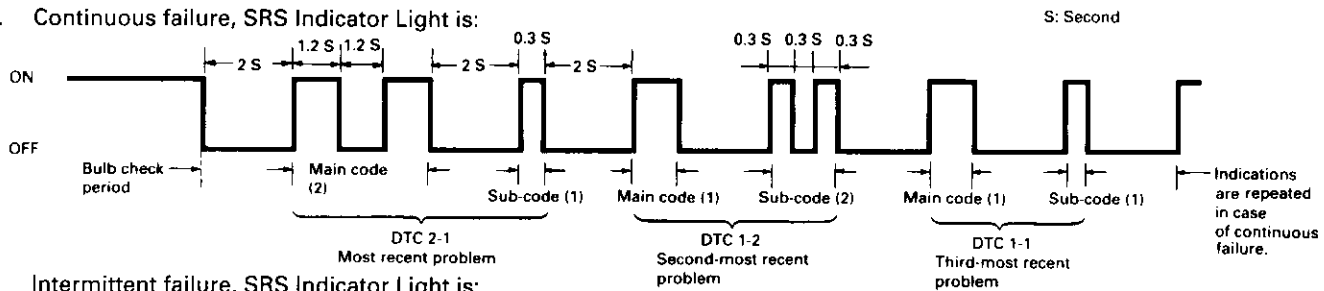 . Continuous failure, SRS Indicator Light is:
S: Second
ON
OFF
2 S
1.2 S
1.2 S
2 S
0.3 S
2 S
0.3 S
0.3 S
0.3 S
Bulb check
period
Main code
(2)
Sub-code (1)
Main code (1)
Sub-code (2)
Main code (1)
Sub-code (1)
Indications
are repeated
in case
of continuous
failure.
DTC 2-1
Most recent problem
DTC 1-2
Second-most recent
problem
DTC 1-1
Third-most recent
problem
Intermittent failure, SRS Indicator Light is: